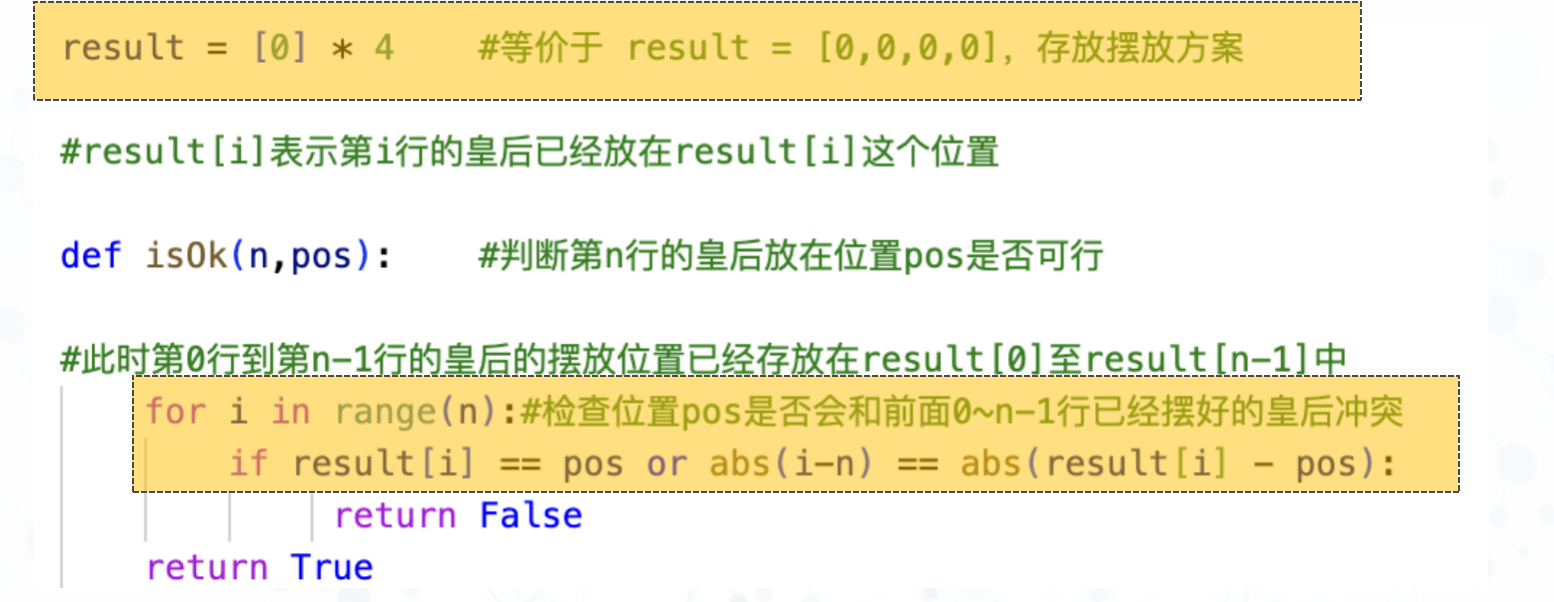 result = [0] * 4    #等价于 result = [0,0,0,0]，存放摆放方案
#result[i]表示第i行的皇后已经放在result[i]这个位置
def isOk(n,pos):    #判断第n行的皇后放在位置pos是否可行
#此时第0行到第n-1行的皇后的摆放位置已经存放在result[0]至result[n-1]中
    for i in range(n):#检查位置pos是否会和前面0~n-1行已经摆好的皇后冲突
        if result[i] == pos or abs(i-n) == abs(result[i] - pos):
            return False
    return True